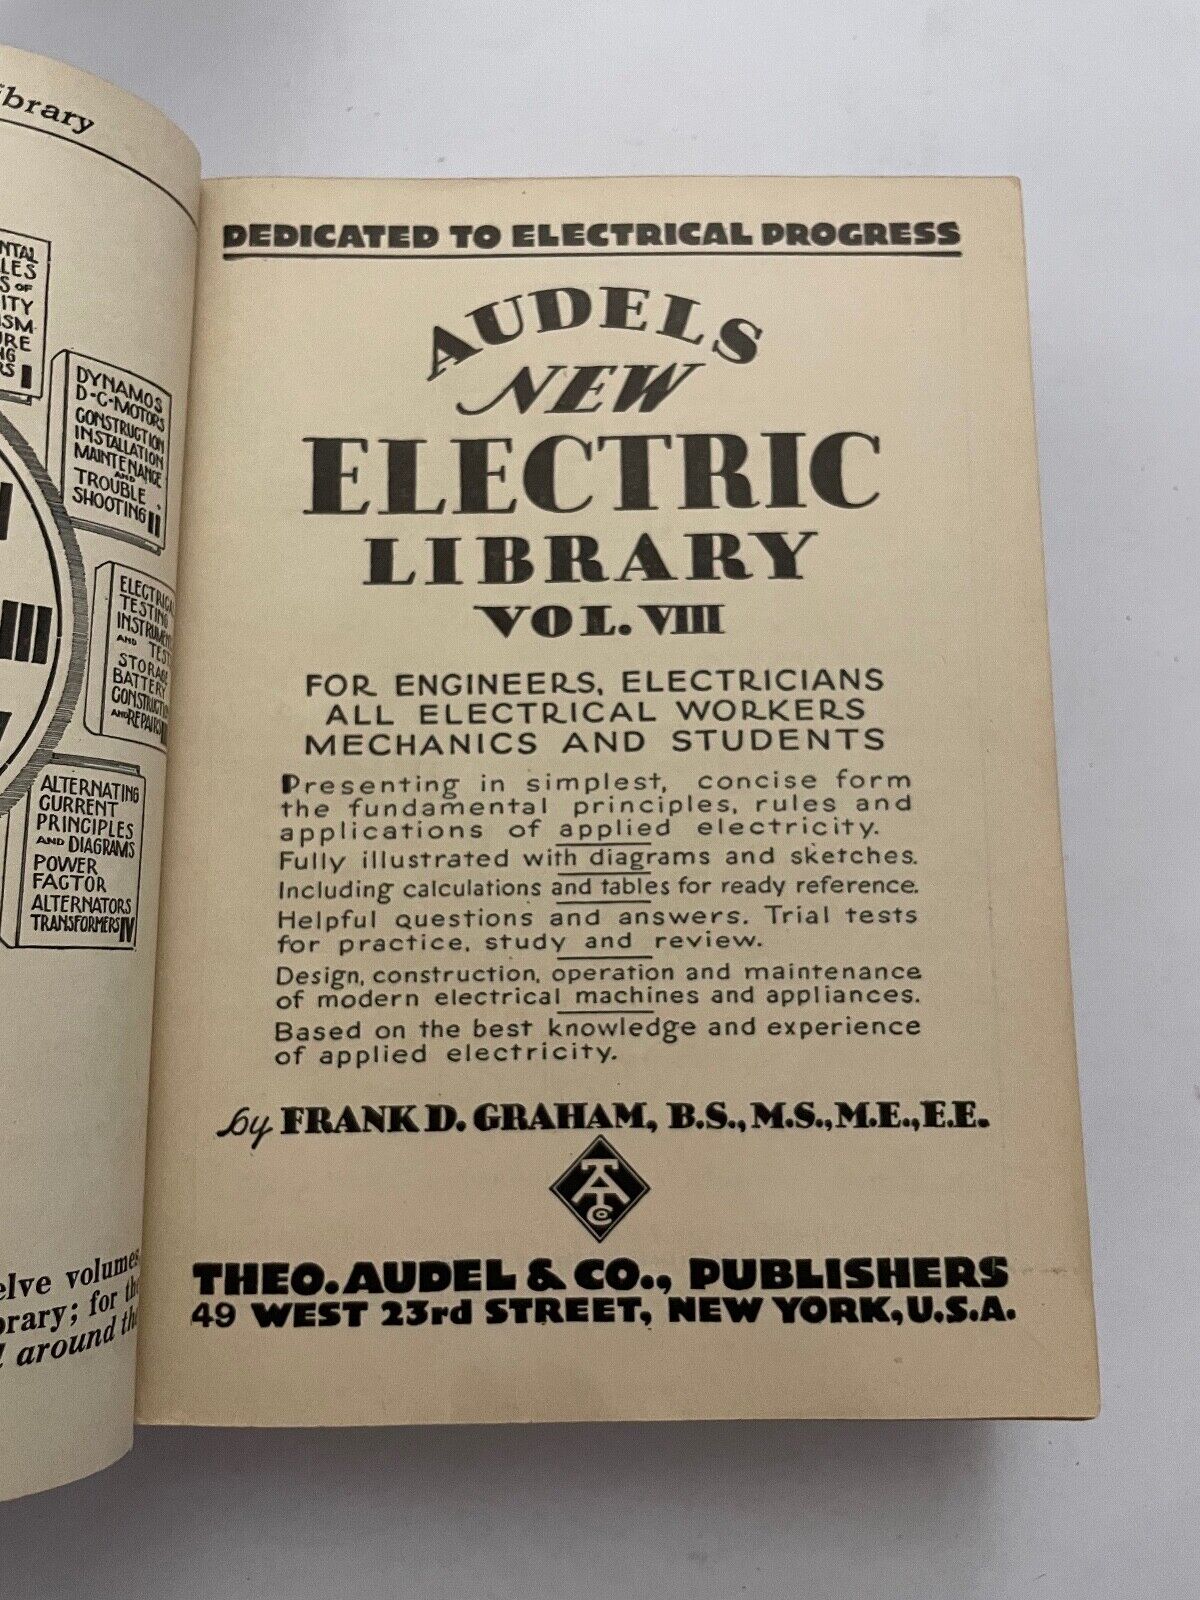 DEDICATED TO ELECTRICAL PROGRESS
AUDELS
NEW
ELECTRIC
LIBRARY
VOL. VIII
FOR ENGINEERS, ELECTRICIANS
ALL ELECTRICAL WORKERS
MECHANICS AND STUDENTS
Presenting in simplest, concise form
the fundamental principles, rules and
applications of applied electricity.
Fully illustrated with diagrams and sketches.
Including calculations and tables for ready reference.
Helpful questions and answers. Trial tests
for practice, study and review.
Design, construction, operation and maintenance
of modern electrical machines and appliances.
Based on the best knowledge and experience
of applied electricity.
by FRANK D. GRAHAM, B.S., M.S., M.E., E.E.
TA
Co
THEO. AUDEL & CO., PUBLISHERS
49 WEST 23rd STREET, NEW YORK, U.S.A.
DYNAMOS
D-C-MOTORS
CONSTRUCTION
INSTALLATION
MAINTENANCE
AND
TROUBLE
SHOOTING II
TESTING
AND
STORAGE
BATTERY
AND REPAIRS III
ALTERNATING
CURRENT
PRINCIPLES
AND DIAGRAMS
POWER
FACTOR
ALTERNATORS
TRANSFORMERS IV
III
volumes
for
around